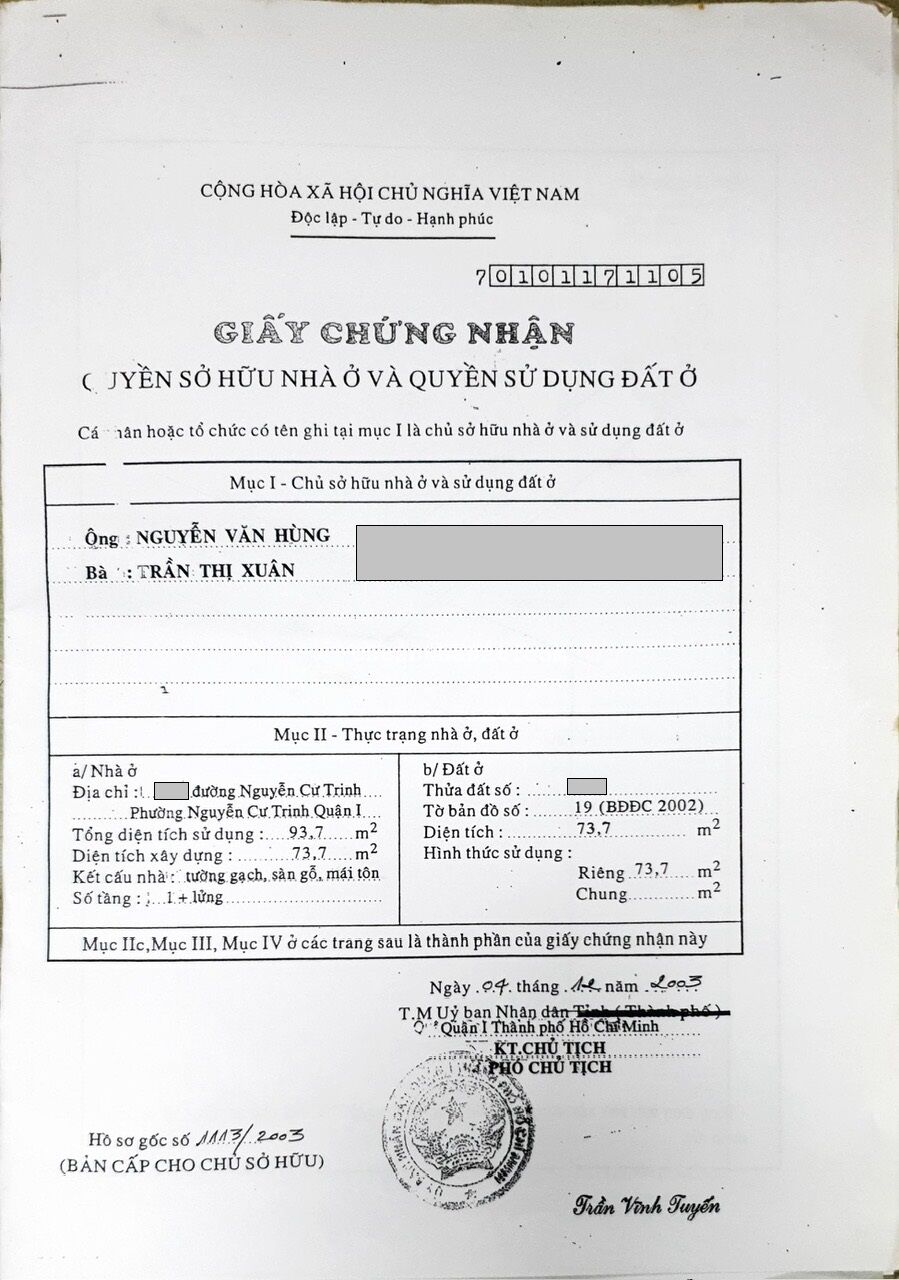 CỘNG HÒA XÃ HỘI CHỦ NGHĨA VIỆT NAM
Độc lập - Tự do - Hạnh phúc
70101171105
GIẤY CHỨNG NHẬN
QUYỀN SỞ HỮU NHÀ Ở VÀ QUYỀN SỬ DỤNG ĐẤT Ở
Cá nhân hoặc tổ chức có tên ghi tại mục I là chủ sở hữu nhà ở và sử dụng đất ở
Mục I - Chủ sở hữu nhà ở và sử dụng đất ở
Ông : NGUYỄN VĂN HÙNG
Bà : TRẦN THỊ XUÂN
Mục II - Thực trạng nhà ở, đất ở
a/ Nhà ở
Địa chỉ : đường Nguyễn Cư Trinh
Phường Nguyễn Cư Trinh Quận I
Tổng diện tích sử dụng : 93,7 m2
Diện tích xây dựng : 73,7 m2
Kết cấu nhà : tường gạch, sàn gỗ, mái tôn
Số tầng : 1 + lửng
b/ Đất ở
Thửa đất số :
Tờ bản đồ số : 19 (BĐĐC 2002)
Diện tích : 73,7 m2
Hình thức sử dụng :
Riêng 73,7 m2
Chung m2
Mục IIc,Mục III, Mục IV ở các trang sau là thành phần của giấy chứng nhận này
Ngày 04 tháng 12 năm 2003
T.M Uỷ ban Nhân dân Tỉnh ( Thành phố )
Quận I Thành phố Hồ Chí Minh
KT.CHỦ TỊCH
PHÓ CHỦ TỊCH
Hồ sơ gốc số 1113/2003
(BẢN CẤP CHO CHỦ SỞ HỮU)
Trần Vĩnh Tuyến